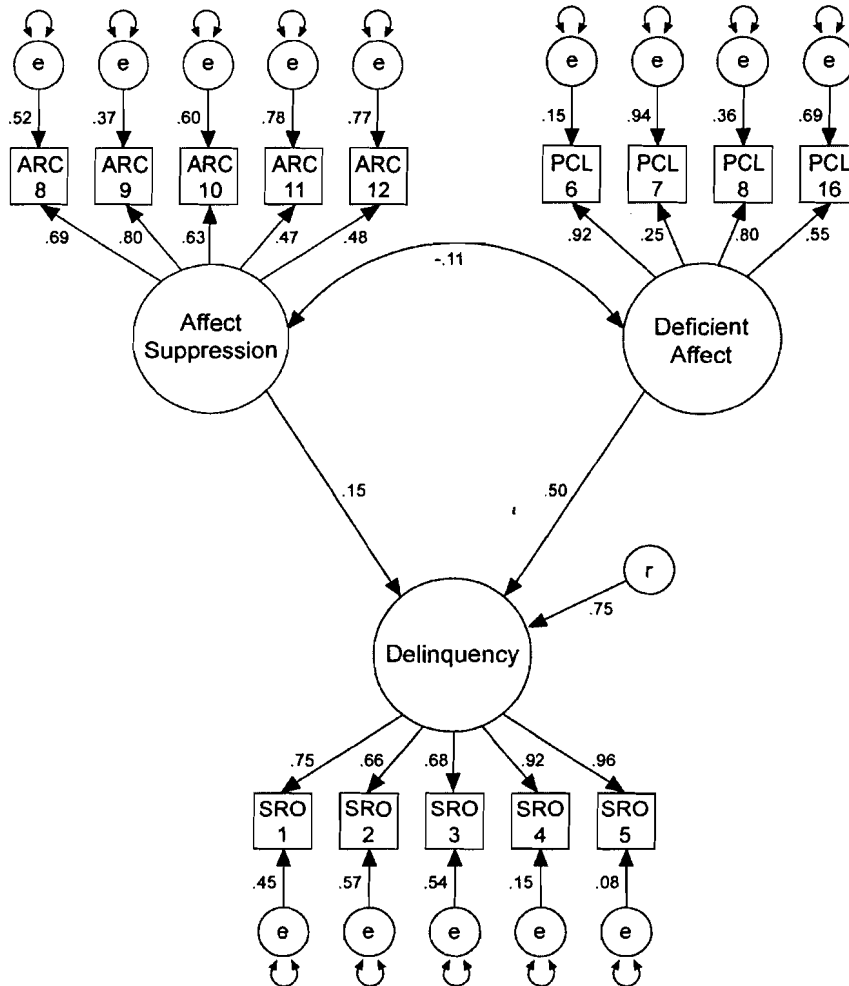 e e e e e e e e e
.52 .37 .60 .78 .77 .15 .94 .36 .69
ARC ARC ARC ARC ARC PCL PCL PCL PCL
8 9 10 11 12 6 7 8 16
.69 .80 .63 .47 .48 .92 .25 .80 .55
-.11
Affect Deficient
Suppression Affect
.15 .50
r
.75
Delinquency
.75 .66 .68 .92 .96
SRO SRO SRO SRO SRO
1 2 3 4 5
.45 .57 .54 .15 .08
e e e e e